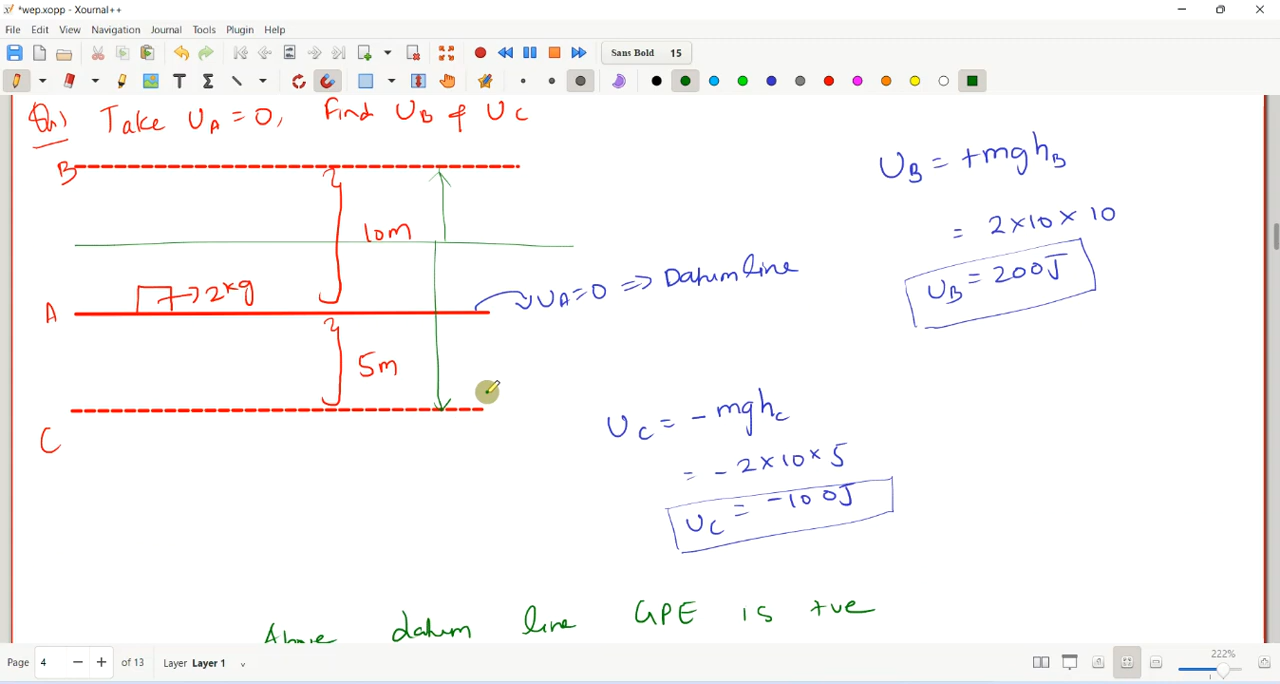 *wep.xopp - Xournal++
File Edit View Navigation Journal Tools Plugin Help
Sans Bold 15
Qn) Take UA = 0, Find UB & UC
B
10m
2kg
A
UA = 0 => Datum line
5m
C
UB = +mghB
= 2×10×10
UB = 200J
UC = - mghC
= - 2×10×5
UC = -100J
Above datum line GPE is +ve
Page 4 of 13 Layer Layer 1 222%